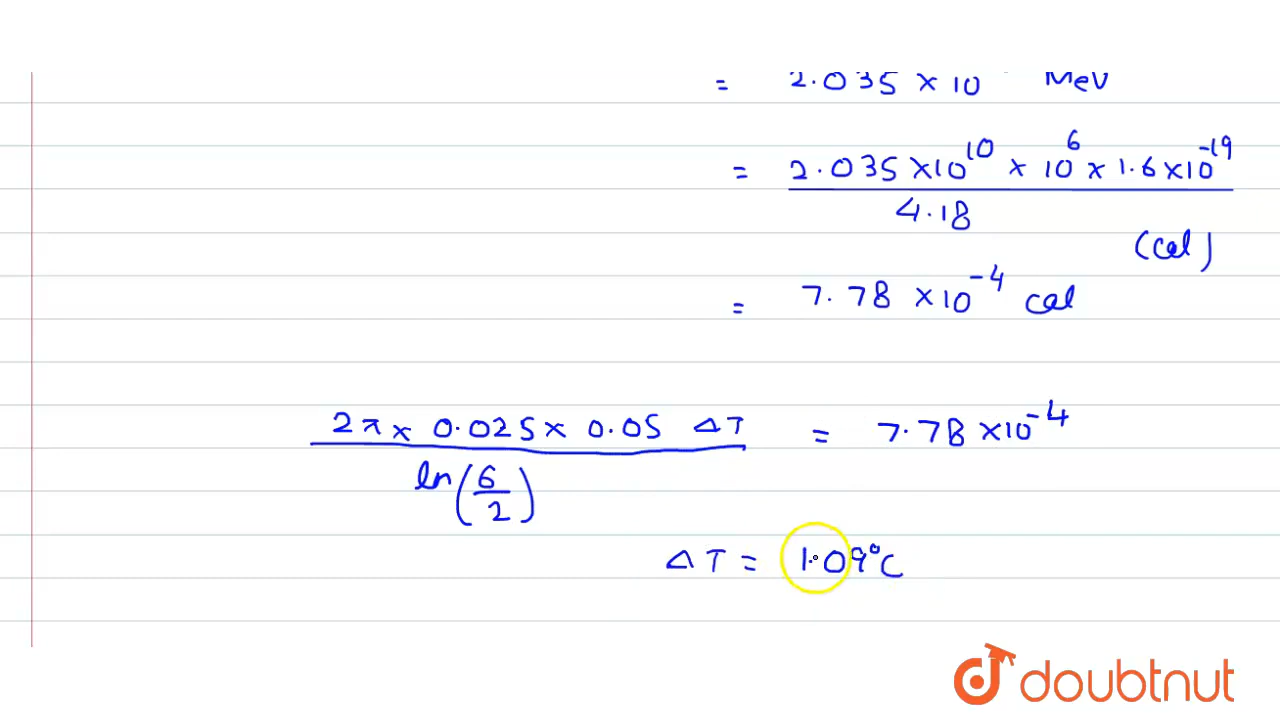 = 2.035 × 10 MeV
= 2.035 ×10^10 × 10^6 × 1.6 ×10^-19
4.18
(Cal)
= 7.78 ×10^-4 Cal
2π × 0.025 × 0.05 ΔT = 7.78 ×10^-4
ln(6/2)
ΔT = 1.09°C
doubtnut